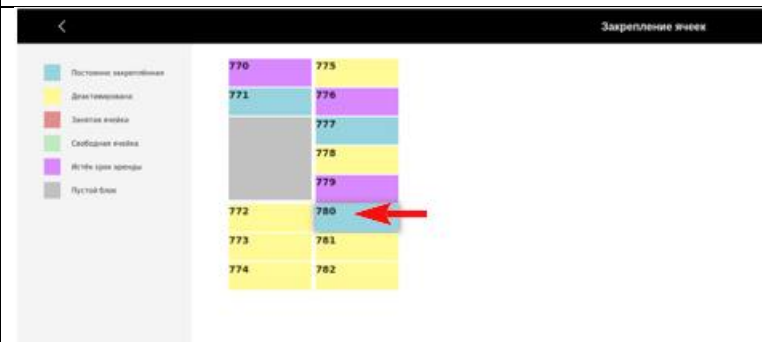 Закрепление ячеек
Постоянно закреплённая
Деактивирована
Занятая ячейка
Свободная ячейка
Истёк срок аренды
Пустой блок
770 775
771 776
777
778
779
772 780
773 781
774 782